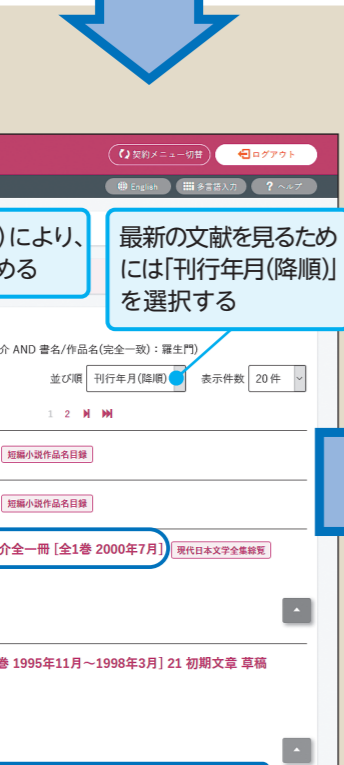 契約メニュー切替 ログアウト
English 多言語入力 ? ヘルプ
)により、
める
最新の文献を見るため
には「刊行年月(降順)」
を選択する
介 AND 書名/作品名(完全一致)：羅生門)
並び順 刊行年月(降順) 表示件数 20件
1 2
短編小説作品名目録
短編小説作品名目録
介全一冊 [全1巻 2000年7月] 現代日本文学全集綜覧
巻 1995年11月～1998年3月] 21 初期文章 草稿